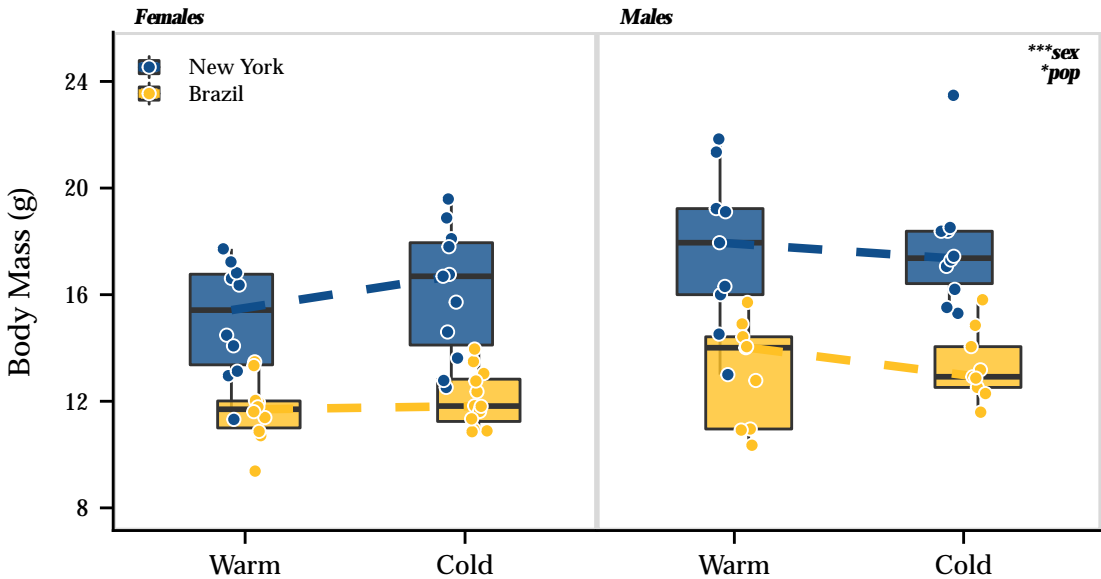 Females
Males
***sex
*pop
New York
Brazil
Body Mass (g)
24
20
16
12
8
Warm
Cold
Warm
Cold